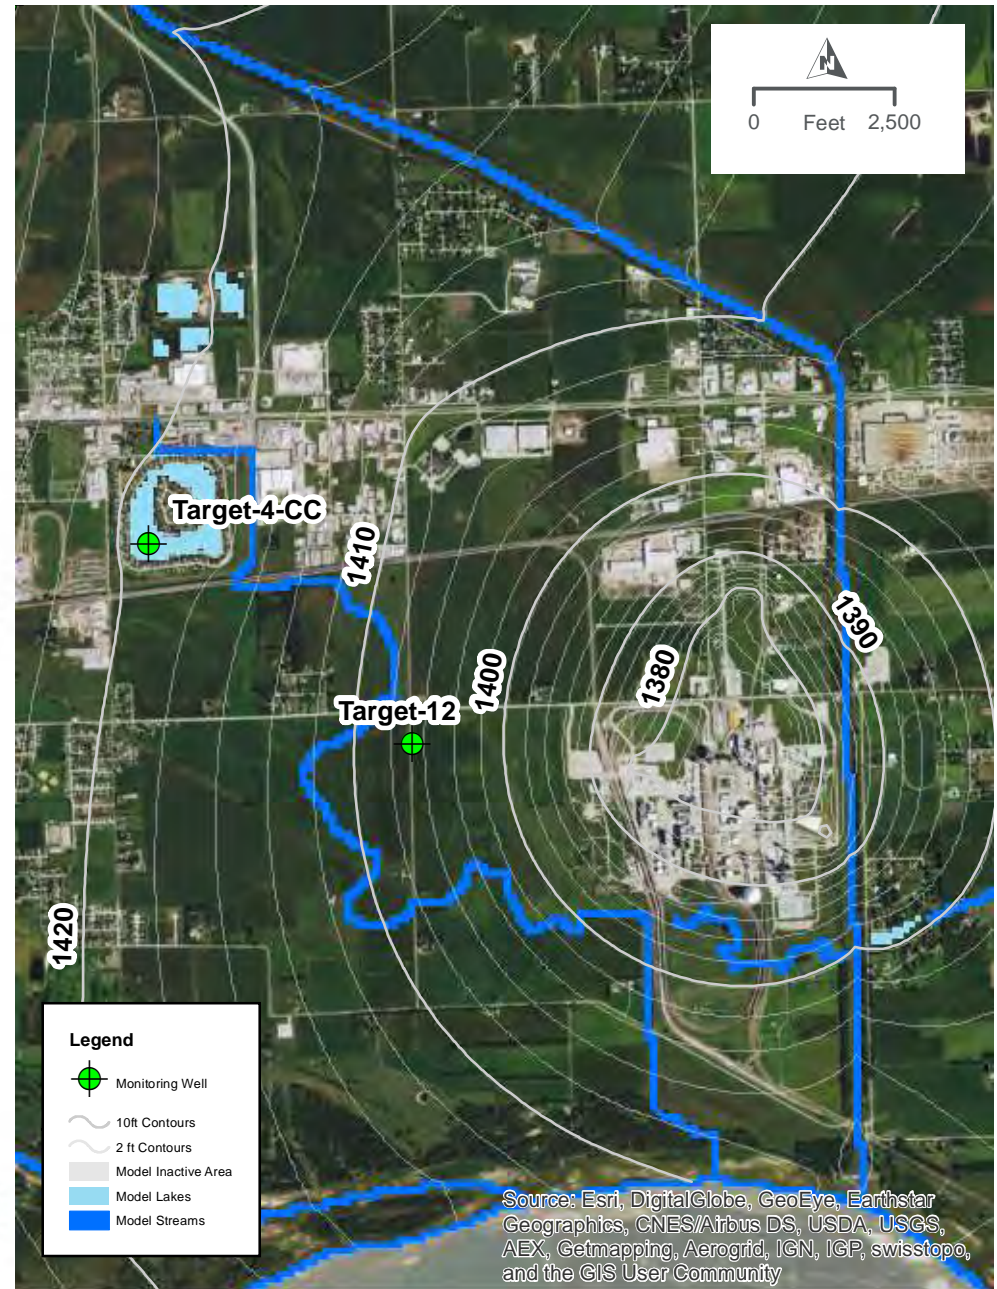 N
0 Feet 2,500
Target-4-CC
1410
1390
1400
1380
Target-12
1420
Legend
Monitoring Well
10ft Contours
2 ft Contours
Model Inactive Area
Model Lakes
Model Streams
Source: Esri, DigitalGlobe, GeoEye, Earthstar
Geographics, CNES/Airbus DS, USDA, USGS,
AEX, Getmapping, Aerogrid, IGN, IGP, swisstopo,
and the GIS User Community